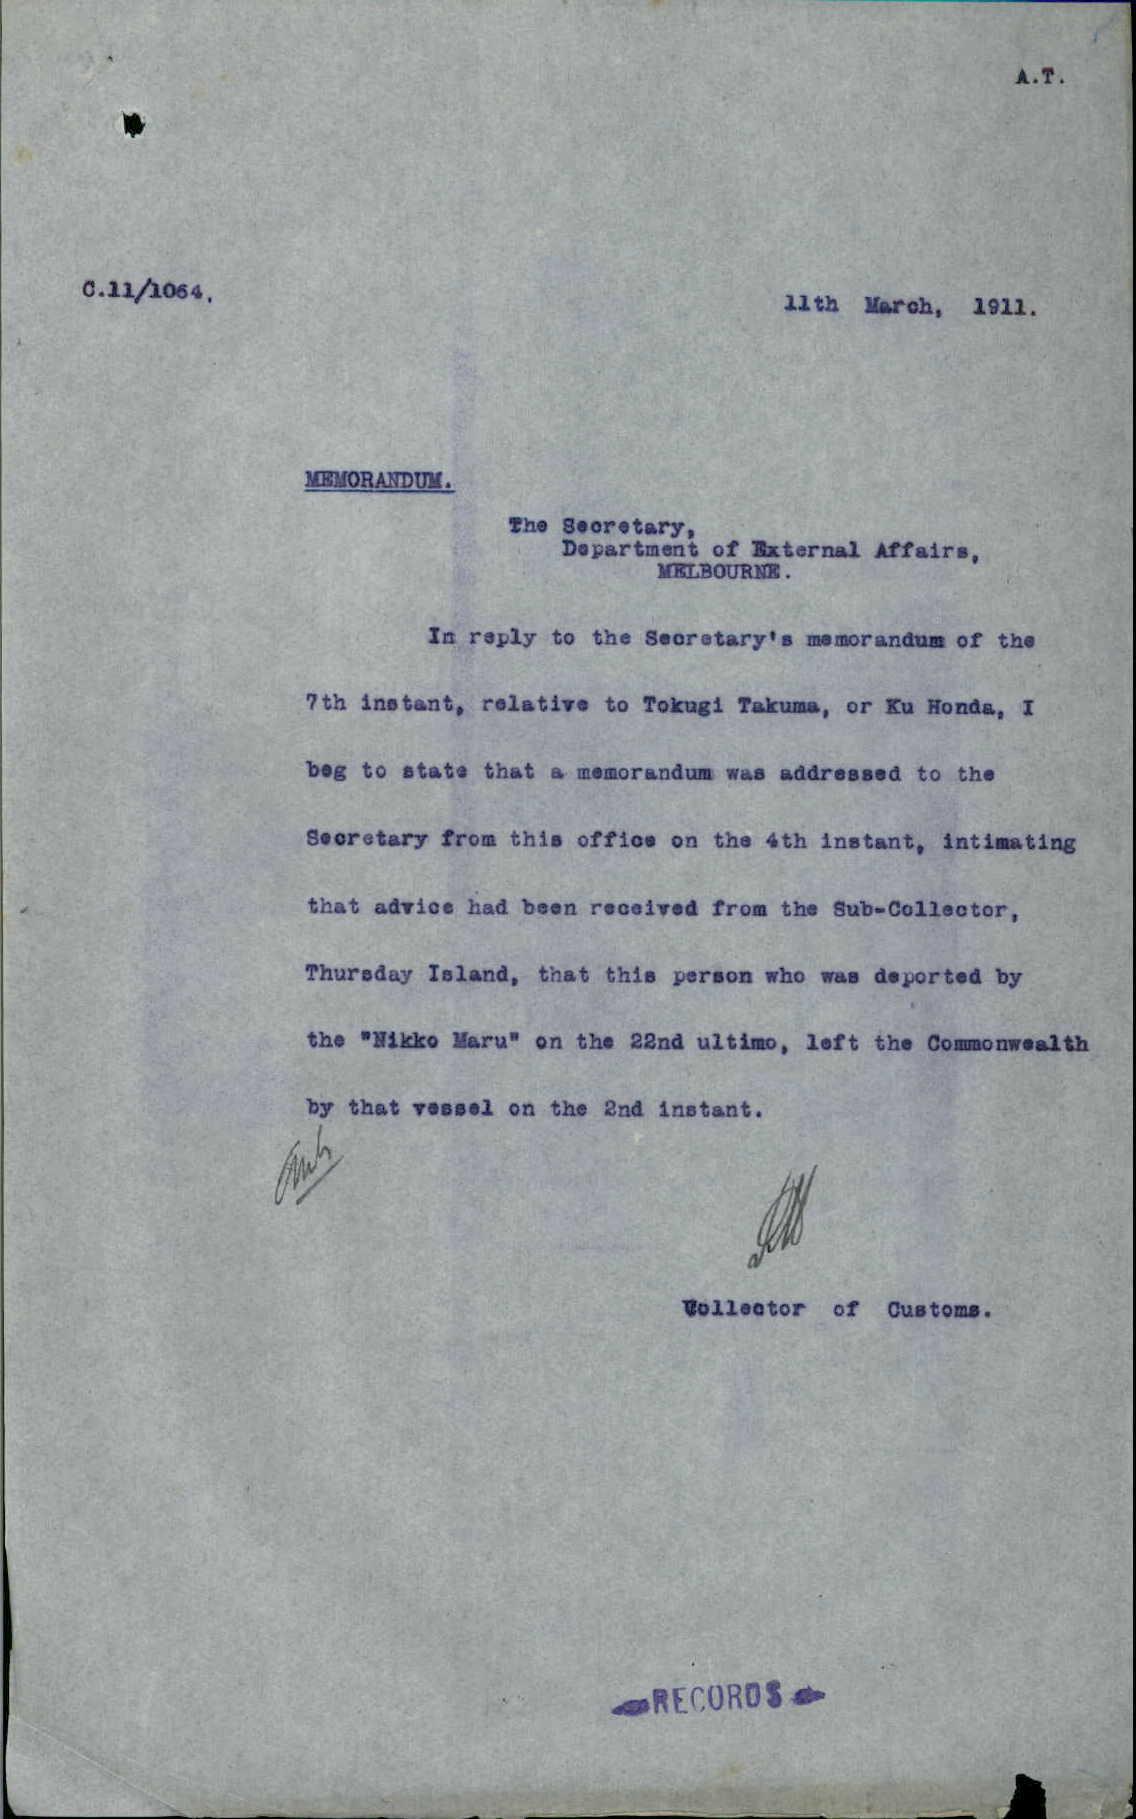 A.T.
C.11/1064.
11th March, 1911.
MEMORANDUM.
The Secretary,
Department of External Affairs,
MELBOURNE.
In reply to the Secretary's memorandum of the
7th instant, relative to Tokugi Takuma, or Ku Honda, I
beg to state that a memorandum was addressed to the
Secretary from this office on the 4th instant, intimating
that advice had been received from the Sub-Collector,
Thursday Island, that this person who was deported by
the "Nikko Maru" on the 22nd ultimo, left the Commonwealth
by that vessel on the 2nd instant.
Collector of Customs.
RECORDS